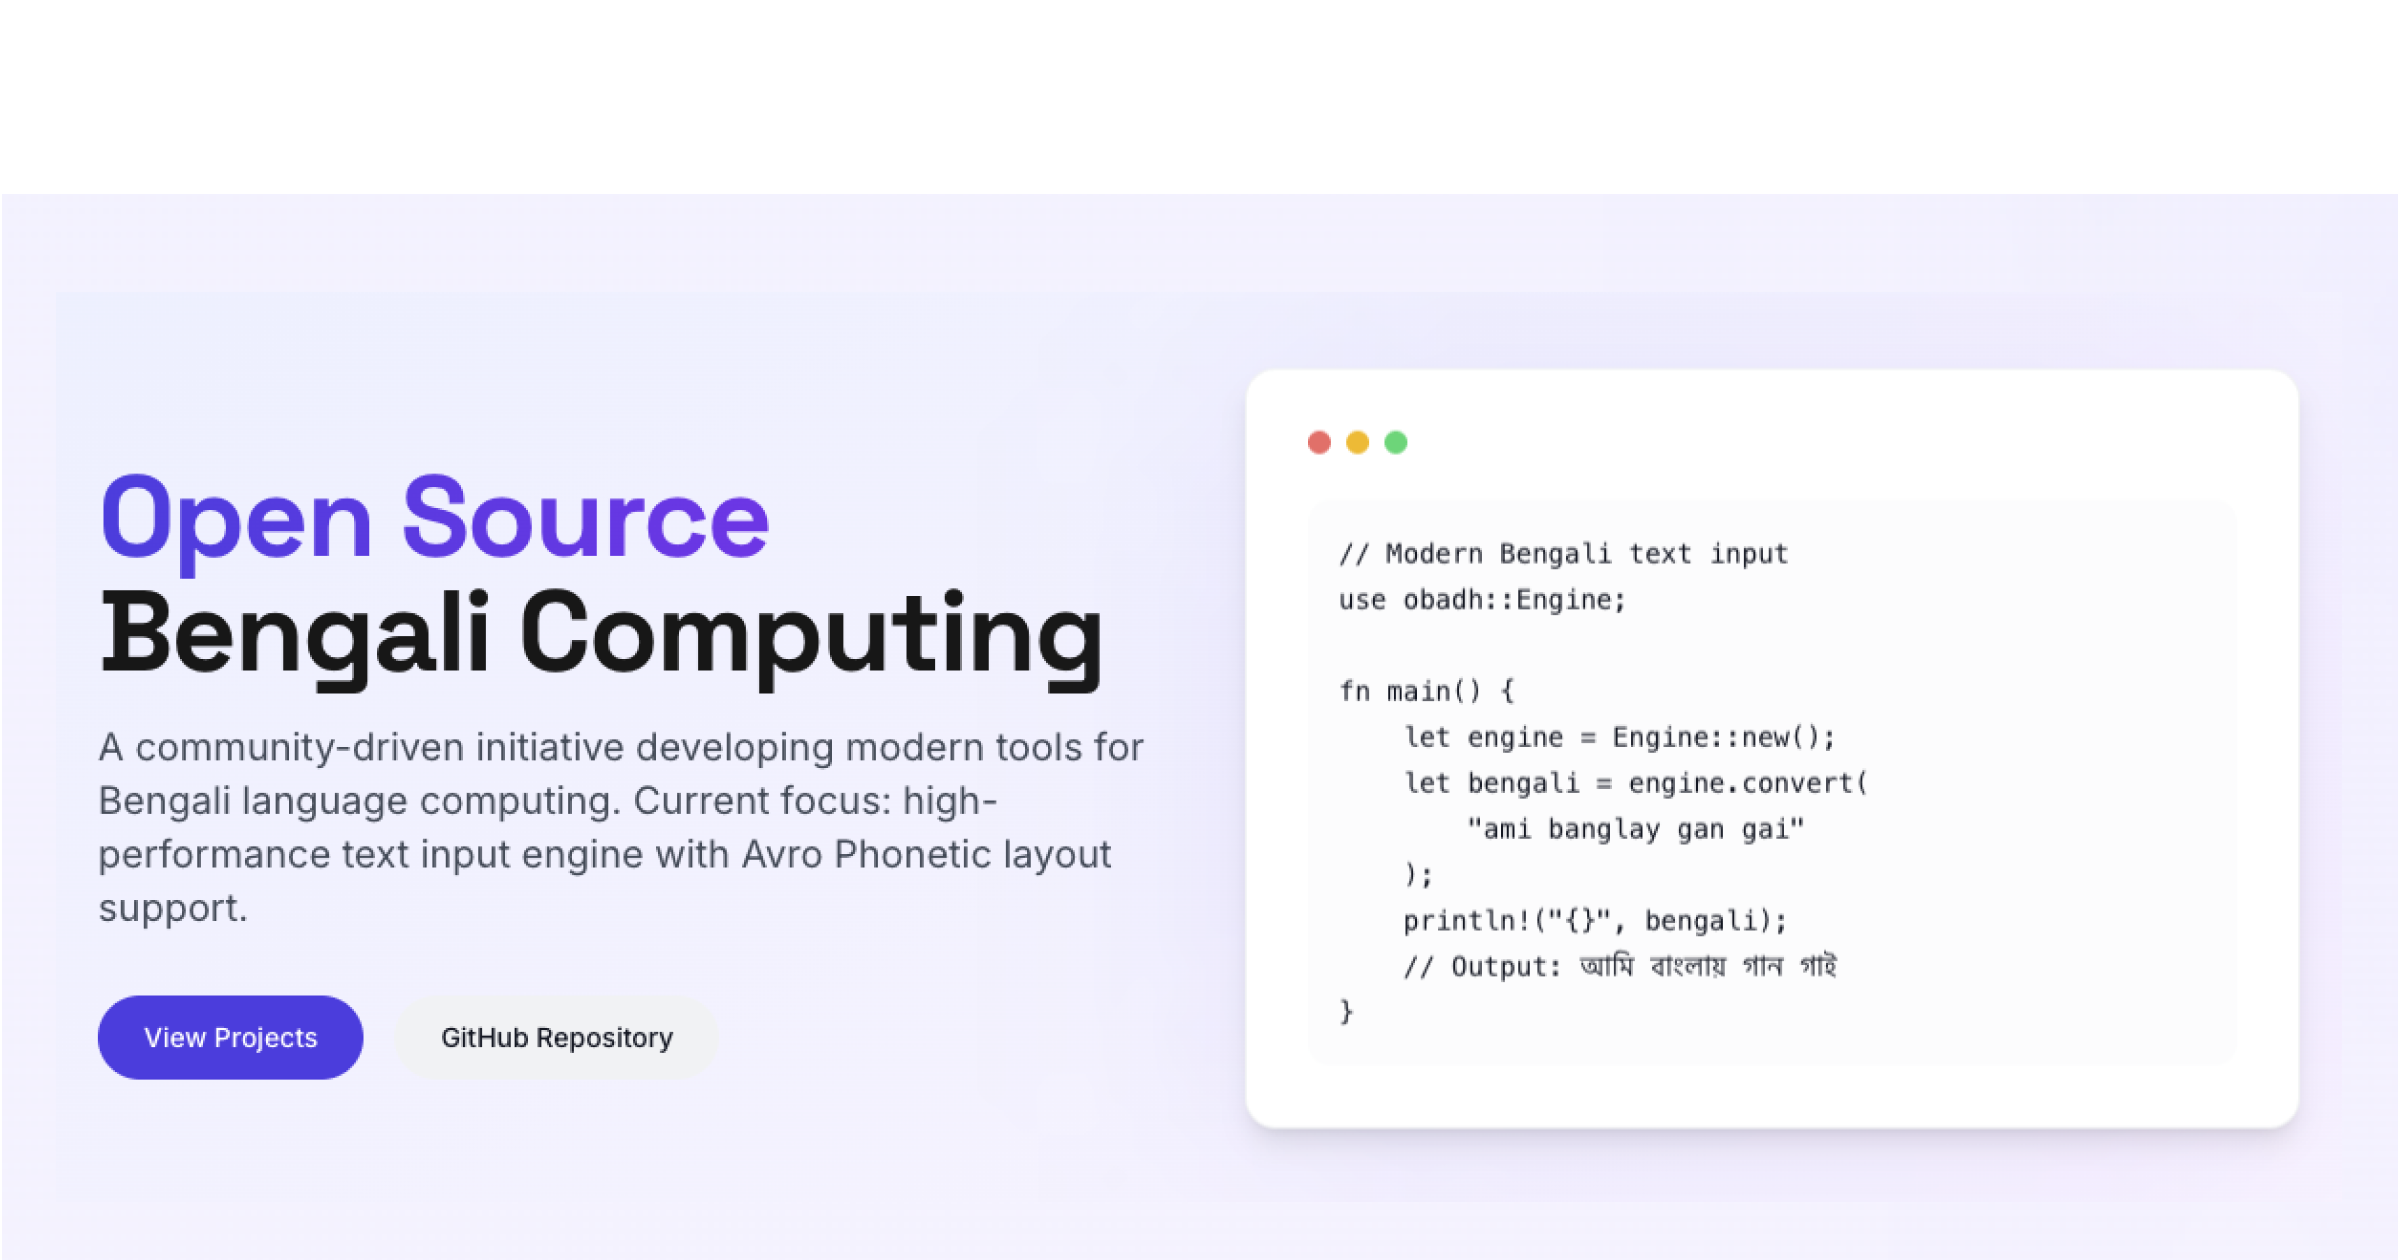 Open Source
Bengali Computing
A community-driven initiative developing modern tools for
Bengali language computing. Current focus: high-
performance text input engine with Avro Phonetic layout
support.
View Projects
GitHub Repository
// Modern Bengali text input
use obadh::Engine;
fn main() {
    let engine = Engine::new();
    let bengali = engine.convert(
        "ami banglay gan gai"
    );
    println!("{}", bengali);
    // Output: আমি বাংলায় গান গাই
}